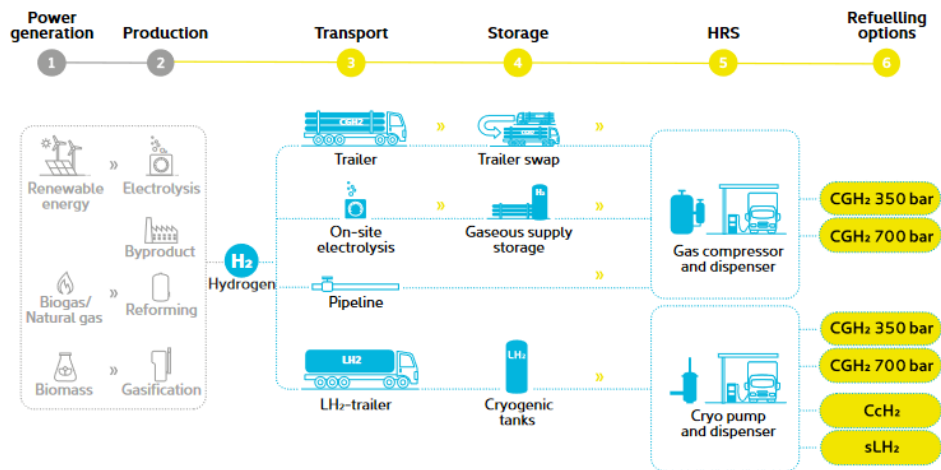 Power
generation
Production
Transport
Storage
HRS
Refuelling
options
1
2
3
4
5
6
CGH2
Trailer
CGH2
Trailer swap
Renewable
energy
Electrolysis
On-site
electrolysis
H₂
Gaseous supply
storage
Gas compressor
and dispenser
CGH₂ 350 bar
CGH₂ 700 bar
Byproduct
H₂
Hydrogen
Biogas/
Natural gas
Reforming
Pipeline
Biomass
Gasification
LH2
LH₂-trailer
LH₂
Cryogenic
tanks
Cryo pump
and dispenser
CGH₂ 350 bar
CGH₂ 700 bar
CcH₂
sLH₂